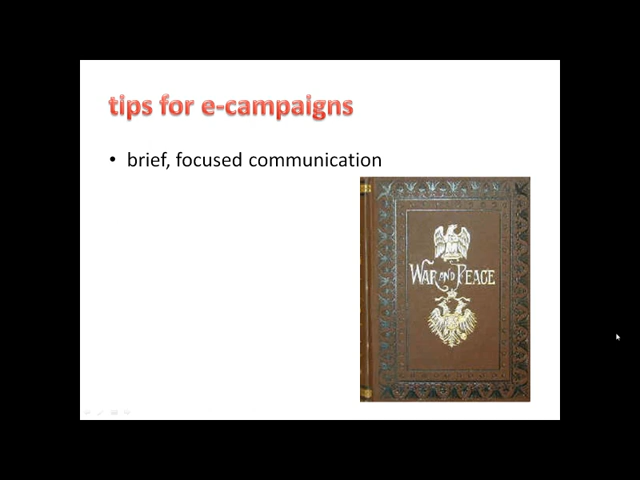 tips for e-campaigns
• brief, focused communication
WAR AND PEACE